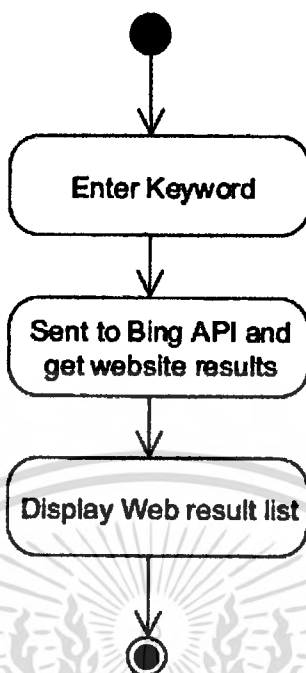 Enter Keyword
Sent to Bing API and
get website results
Display Web result list